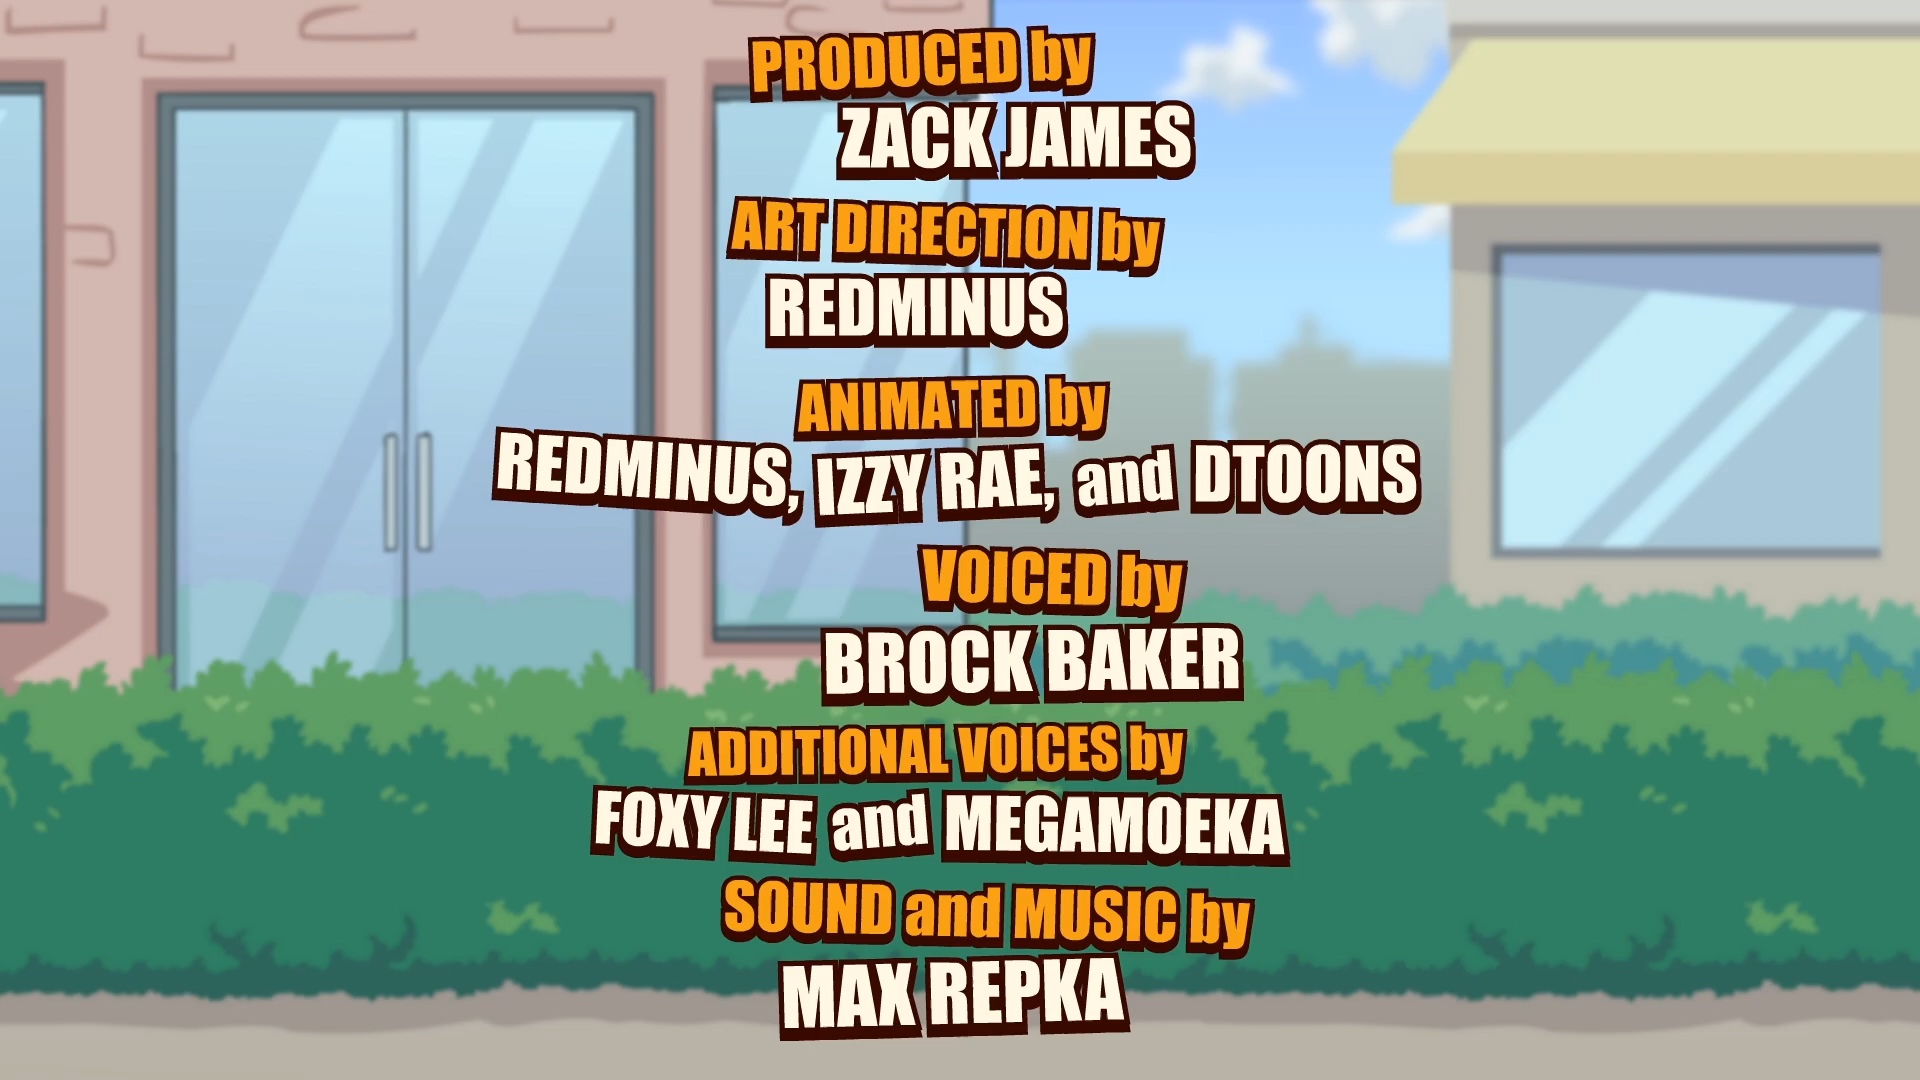 PRODUCED by
ZACK JAMES
ART DIRECTION by
REDMINUS
ANIMATED by
REDMINUS, IZZY RAE, and DTOONS
VOICED by
BROCK BAKER
ADDITIONAL VOICES by
FOXY LEE and MEGAMOEKA
SOUND and MUSIC by
MAX REPKA